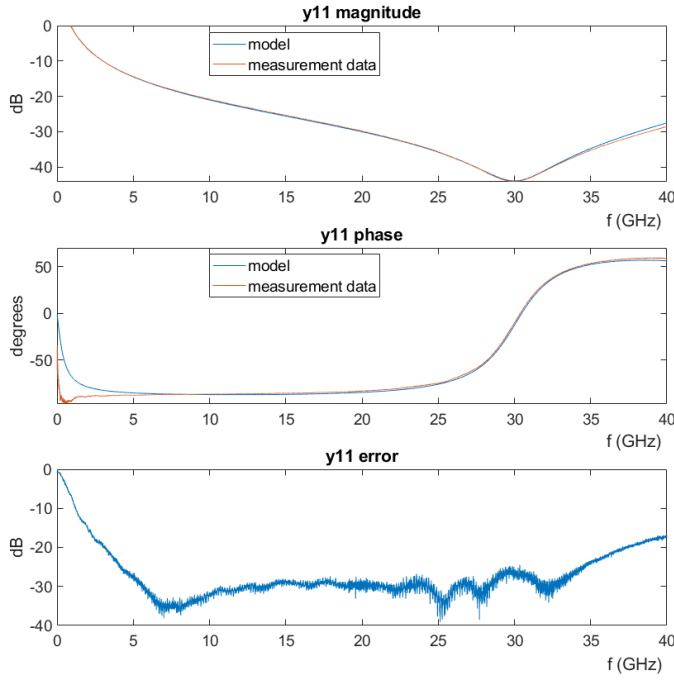 y11 magnitude
0
-10
-20
-30
-40
dB
model
measurement data
0 5 10 15 20 25 30 35 40
f (GHz)
y11 phase
50
0
-50
degrees
model
measurement data
0 5 10 15 20 25 30 35 40
f (GHz)
y11 error
0
-10
-20
-30
-40
dB
0 5 10 15 20 25 30 35 40
f (GHz)